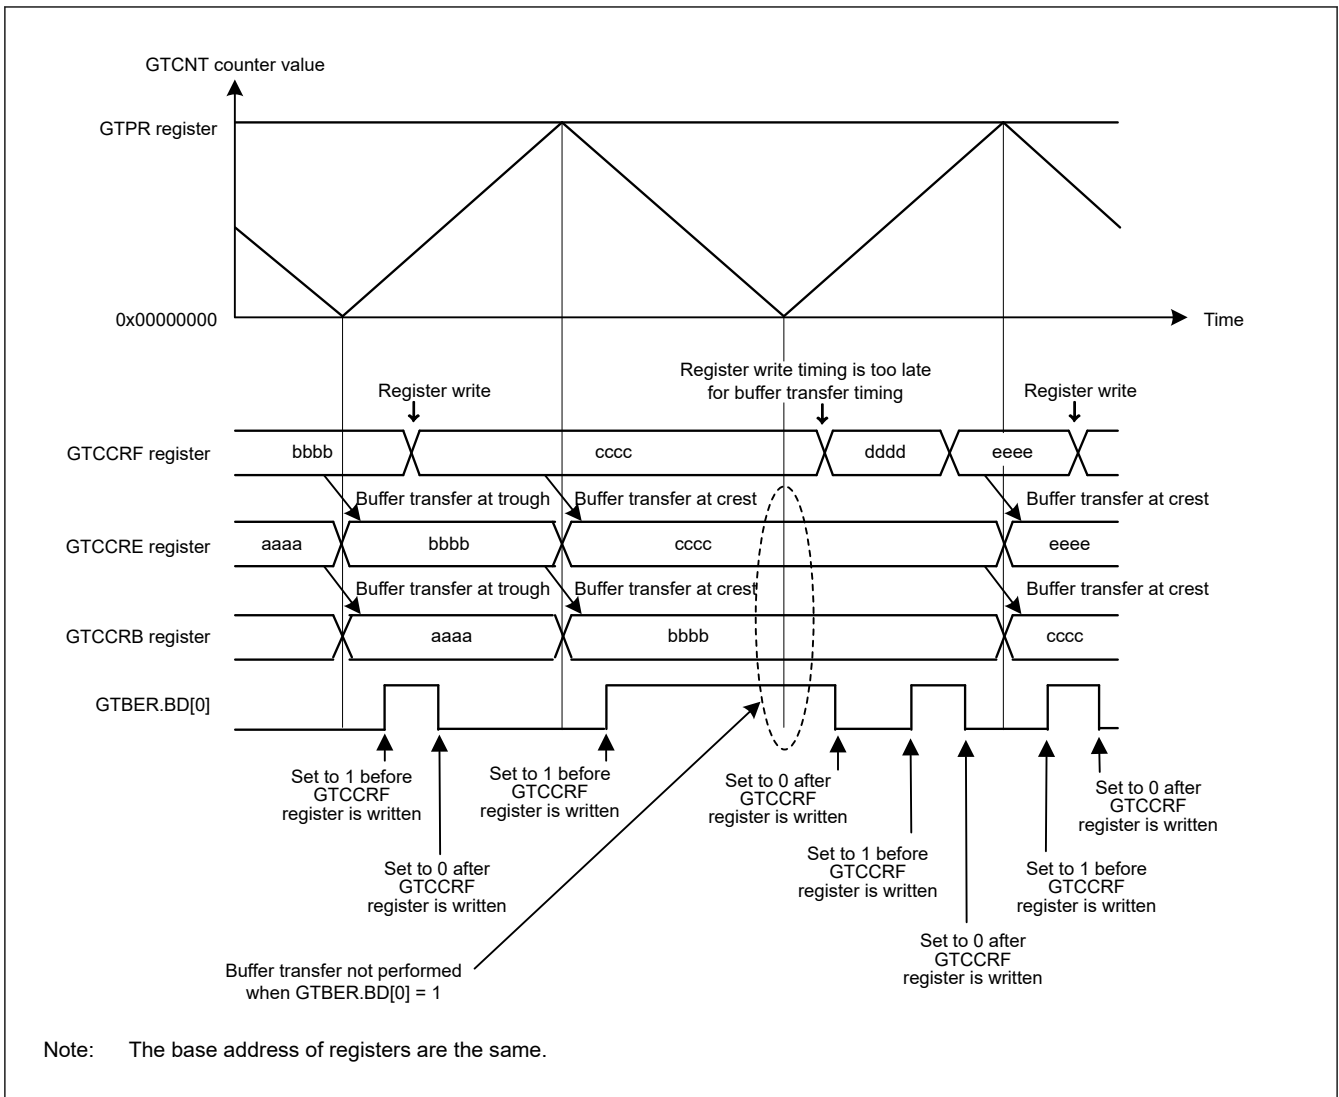 GTCNT counter value
GTPR register
0x00000000
Time
Register write
Register write timing is too late
for buffer transfer timing
Register write
GTCCRF register
bbbb
cccc
dddd
eeee
Buffer transfer at trough
Buffer transfer at crest
Buffer transfer at crest
GTCCRE register
aaaa
bbbb
cccc
eeee
Buffer transfer at trough
Buffer transfer at crest
Buffer transfer at crest
GTCCRB register
aaaa
bbbb
cccc
GTBER.BD[0]
Set to 1 before
GTCCRF
register is written
Set to 0 after
GTCCRF
register is written
Set to 1 before
GTCCRF
register is written
Set to 0 after
GTCCRF
register is written
Set to 1 before
GTCCRF
register is written
Set to 0 after
GTCCRF
register is written
Set to 1 before
GTCCRF
register is written
Set to 0 after
GTCCRF
register is written
Buffer transfer not performed
when GTBER.BD[0] = 1
Note: The base address of registers are the same.